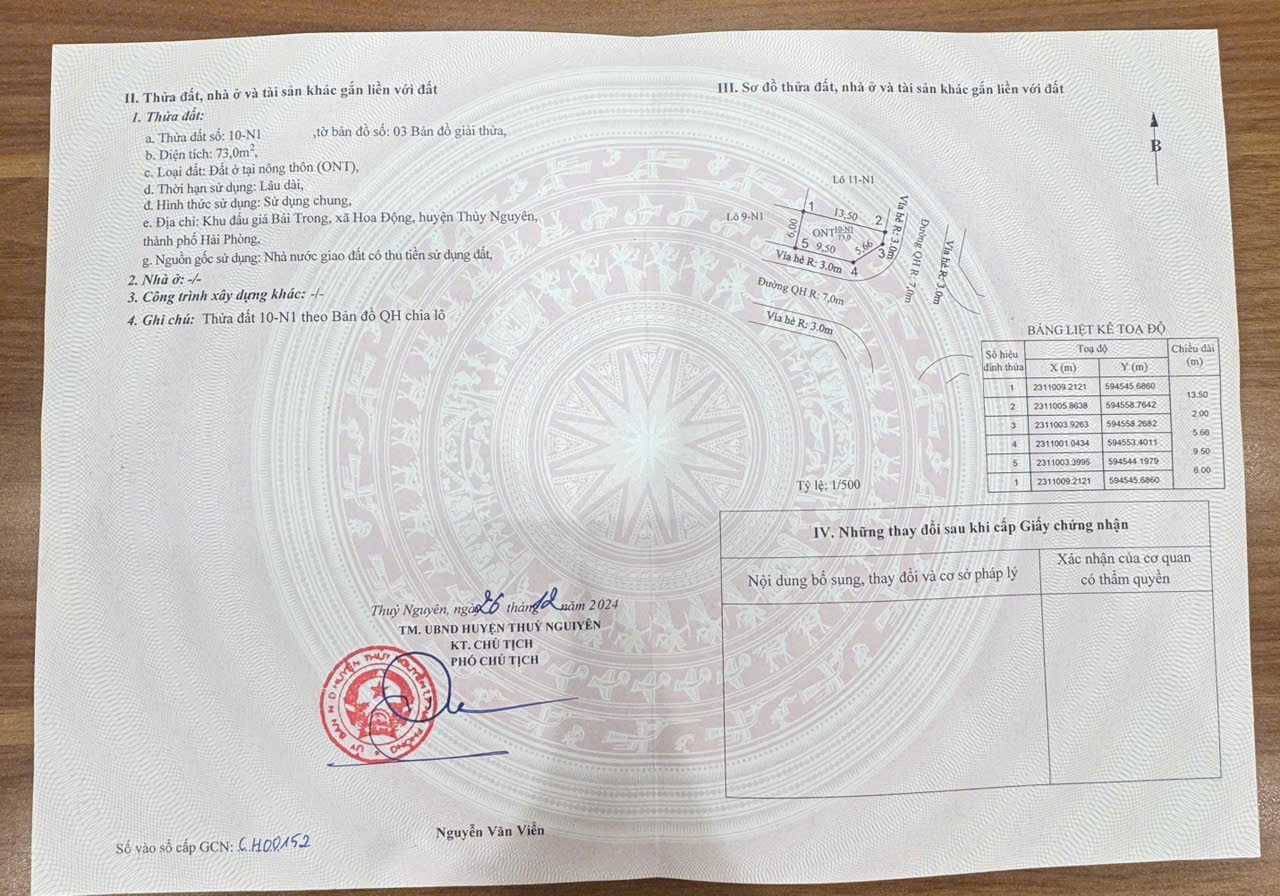 II. Thửa đất, nhà ở và tài sản khác gắn liền với đất
1. Thửa đất:
a. Thửa đất số: 10-N1 ,tờ bản đồ số: 03 Bản đồ giải thửa,
b. Diện tích: 73,0m²,
c. Loại đất: Đất ở tại nông thôn (ONT),
d. Thời hạn sử dụng: Lâu dài,
đ. Hình thức sử dụng: Sử dụng chung,
e. Địa chỉ: Khu đấu giá Bãi Trong, xã Hoa Động, huyện Thủy Nguyên,
thành phố Hải Phòng,
g. Nguồn gốc sử dụng: Nhà nước giao đất có thu tiền sử dụng đất,
2. Nhà ở: -/-
3. Công trình xây dựng khác: -/-
4. Ghi chú: Thửa đất 10-N1 theo Bản đồ QH chia lô
Thuỷ Nguyên, ngày 26 tháng 12 năm 2024
TM. UBND HUYỆN THUỶ NGUYÊN
KT. CHỦ TỊCH
PHÓ CHỦ TỊCH
Nguyễn Văn Viển
Số vào sổ cấp GCN: CH00152
III. Sơ đồ thửa đất, nhà ở và tài sản khác gắn liền với đất
B
Lô 11-N1
Lô 9-N1
1
13,50
2
6,00
ONT 10-N1
73,0
5
9,50
5,66
3
4
Vỉa hè R: 3.0m
Đường QH R: 7,0m
Vỉa hè R: 3.0m
Vỉa hè R: 3.0m
Đường QH R: 7,0m
Vỉa hè R: 3.0m
Tỷ lệ: 1/500
BẢNG LIỆT KÊ TOẠ ĐỘ
Số hiệu đỉnh thửa Toạ độ Chiều dài (m)
X (m) Y (m)
1 2311009.2121 594545.6860
13.50
2 2311005.8638 594558.7642
2.00
3 2311003.9263 594558.2682
5.66
4 2311001.0434 594553.4011
9.50
5 2311003.3995 594544.1979
6.00
1 2311009.2121 594545.6860
IV. Những thay đổi sau khi cấp Giấy chứng nhận
Nội dung bổ sung, thay đổi và cơ sở pháp lý
Xác nhận của cơ quan
có thẩm quyền